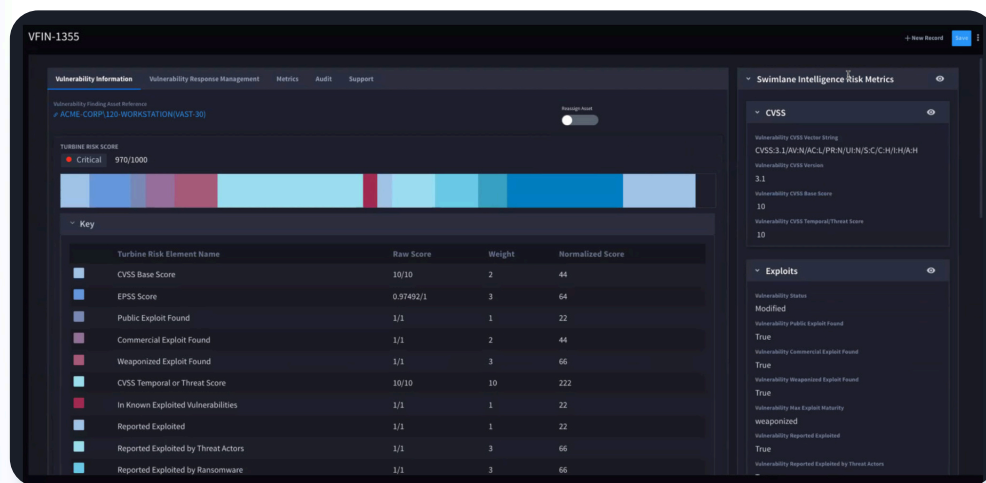 VFIN-1355
+ New Record
Save
Vulnerability Information
Vulnerability Response Management
Metrics
Audit
Support
Vulnerability Finding Asset Reference
ACME-CORP\120-WORKSTATION(VAST-30)
Reassign Asset
TURBINE RISK SCORE
Critical 970/1000
Key
Turbine Risk Element Name Raw Score Weight Normalized Score
CVSS Base Score 10/10 2 44
EPSS Score 0.97492/1 3 64
Public Exploit Found 1/1 1 22
Commercial Exploit Found 1/1 2 44
Weaponized Exploit Found 1/1 3 66
CVSS Temporal or Threat Score 10/10 10 222
In Known Exploited Vulnerabilities 1/1 1 22
Reported Exploited 1/1 1 22
Reported Exploited by Threat Actors 1/1 3 66
Reported Exploited by Ransomware 1/1 3 66
Swimlane Intelligence Risk Metrics
CVSS
Vulnerability CVSS Vector String
CVSS:3.1/AV:N/AC:L/PR:N/UI:N/S:C/C:H/I:H/A:H
Vulnerability CVSS Version
3.1
Vulnerability CVSS Base Score
10
Vulnerability CVSS Temporal/Threat Score
10
Exploits
Vulnerability Status
Modified
Vulnerability Public Exploit Found
True
Vulnerability Commercial Exploit Found
True
Vulnerability Weaponized Exploit Found
True
Vulnerability Max Exploit Maturity
weaponized
Vulnerability Reported Exploited
True
Vulnerability Reported Exploited by Threat Actors